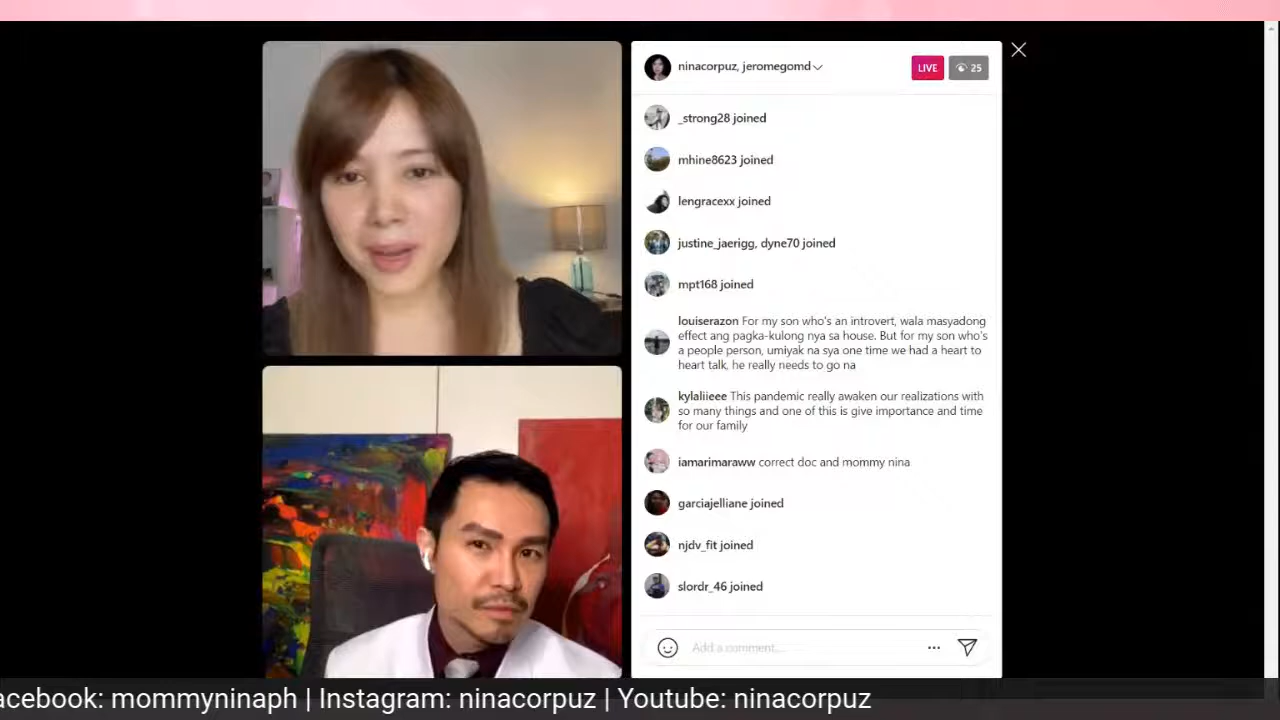 ninacorpuz, jeromegomd
LIVE
25
_strong28 joined
mhine8623 joined
lengracexx joined
justine_jaerigg, dyne70 joined
mpt168 joined
louiserazon For my son who's an introvert, wala masyadong
effect ang pagka-kulong nya sa house. But for my son who's
a people person, umiyak na sya one time we had a heart to
heart talk, he really needs to go na
kylaliieee This pandemic really awaken our realizations with
so many things and one of this is give importance and time
for our family
iamarimaraww correct doc and mommy nina
garciajelliane joined
njdv_fit joined
slordr_46 joined
Add a comment...
acebook: mommyninaph | Instagram: ninacorpuz | Youtube: ninacorpuz